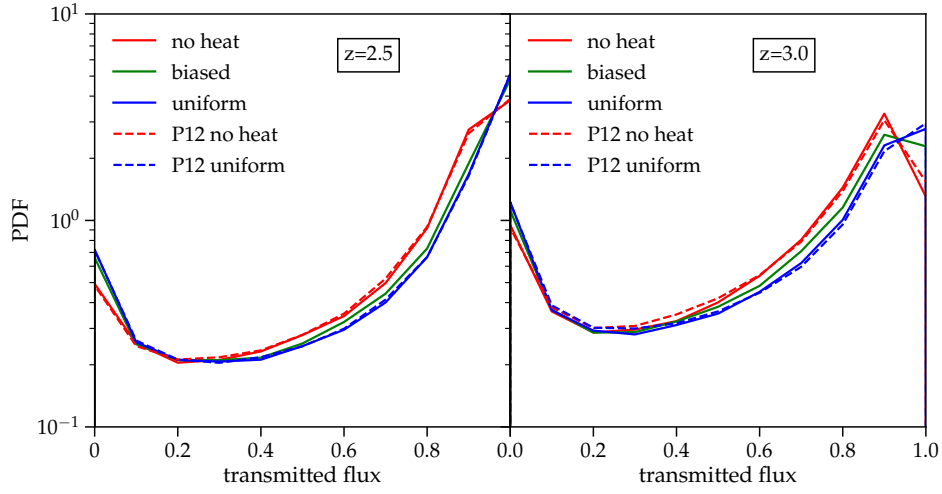 10^1
10^0
10^-1
PDF
no heat
biased
uniform
P12 no heat
P12 uniform
z=2.5
0
0.2
0.4
0.6
0.8
0.0
transmitted flux
no heat
biased
uniform
P12 no heat
P12 uniform
z=3.0
0.2
0.4
0.6
0.8
1.0
transmitted flux